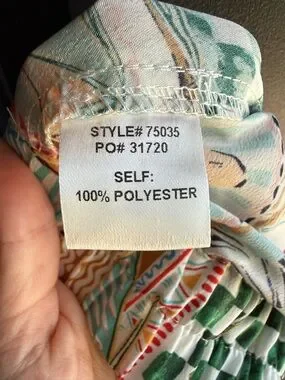 STYLE# 75035
PO# 31720
SELF:
100% POLYESTER